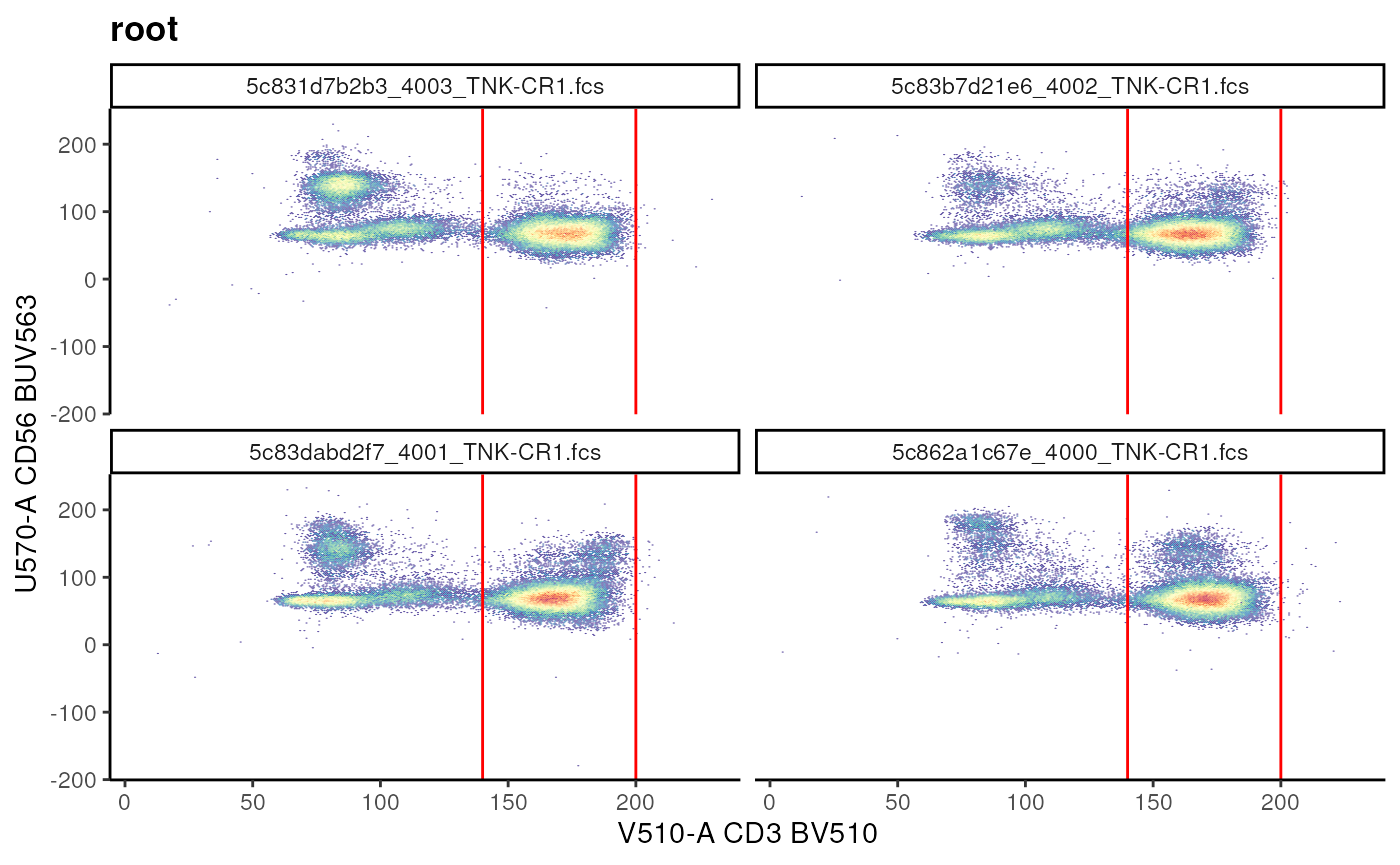 root
5c831d7b2b3_4003_TNK-CR1.fcs
5c83b7d21e6_4002_TNK-CR1.fcs
200
100
0
-100
-200
5c83dabd2f7_4001_TNK-CR1.fcs
5c862a1c67e_4000_TNK-CR1.fcs
200
100
0
-100
-200
U570-A CD56 BUV563
0 50 100 150 200
0 50 100 150 200
V510-A CD3 BV510